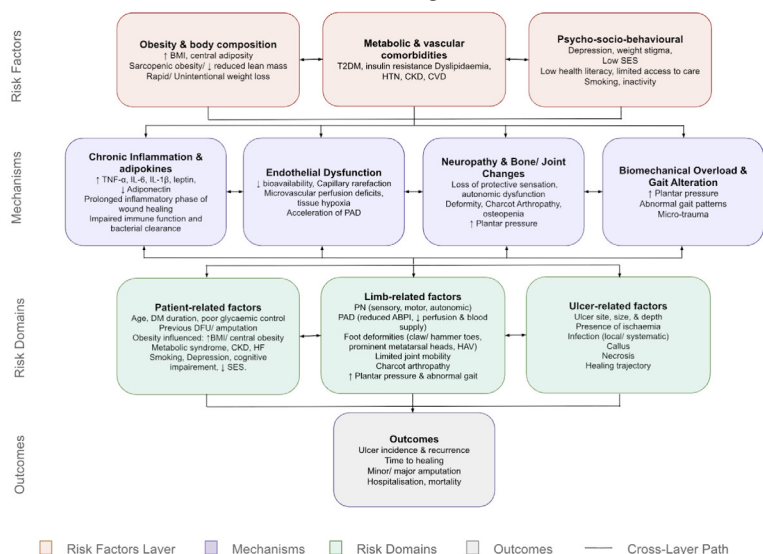 Risk Factors
Obesity & body composition
↑ BMI, central adiposity
Sarcopenic obesity/ ↓ reduced lean mass
Rapid/ Unintentional weight loss
Metabolic & vascular
comorbidities
T2DM, insulin resistance Dyslipidaemia,
HTN, CKD, CVD
Psycho-socio-behavioural
Depression, weight stigma,
Low SES
Low health literacy, limited access to care
Smoking, inactivity
Mechanisms
Chronic Inflammation &
adipokines
↑ TNF-α, IL-6, IL-1β, leptin,
↓ Adiponectin
Prolonged inflammatory phase of
wound healing
Impaired immune function and
bacterial clearance
Endothelial Dysfunction
↓ bioavailability, Capillary rarefaction
Microvascular perfusion deficits,
tissue hypoxia
Acceleration of PAD
Neuropathy & Bone/ Joint
Changes
Loss of protective sensation,
autonomic dysfunction
Deformity, Charcot Arthropathy,
osteopenia
↑ Plantar pressure
Biomechanical Overload &
Gait Alteration
↑ Plantar pressure
Abnormal gait patterns
Micro-trauma
Risk Domains
Patient-related factors
Age, DM duration, poor glycaemic control
Previous DFU/ amputation
Obesity influenced: ↑BMI/ central obesity
Metabolic syndrome, CKD, HF
Smoking, Depression, cognitive
impairment, ↓ SES.
Limb-related factors
PN (sensory, motor, autonomic)
PAD (reduced ABPI, ↓ perfusion & blood
supply)
Foot deformities (claw/ hammer toes,
prominent metatarsal heads, HAV)
Limited joint mobility
Charcot arthropathy
↑ Plantar pressure & abnormal gait
Ulcer-related factors
Ulcer site, size, & depth
Presence of ischaemia
Infection (local/ systematic)
Callus
Necrosis
Healing trajectory
Outcomes
Outcomes
Ulcer incidence & recurrence
Time to healing
Minor/ major amputation
Hospitalisation, mortality
Risk Factors Layer
Mechanisms
Risk Domains
Outcomes
Cross-Layer Path